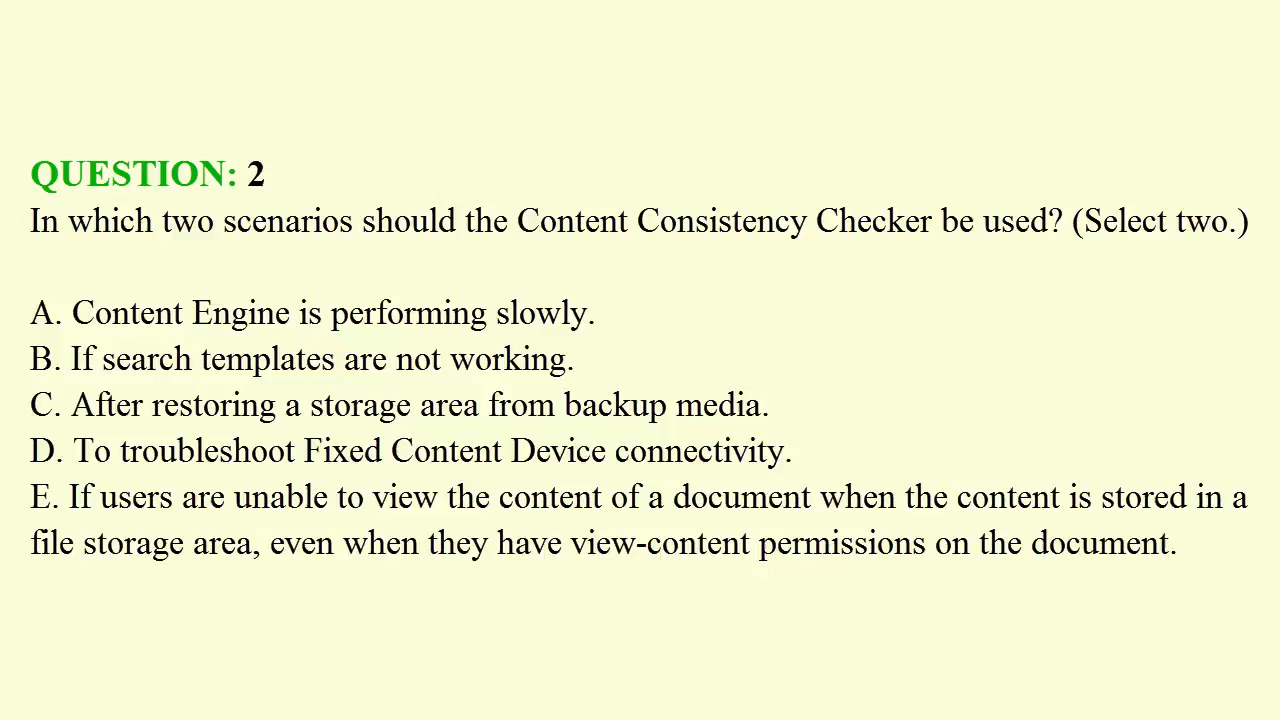 QUESTION: 2
In which two scenarios should the Content Consistency Checker be used? (Select two.)
A. Content Engine is performing slowly.
B. If search templates are not working.
C. After restoring a storage area from backup media.
D. To troubleshoot Fixed Content Device connectivity.
E. If users are unable to view the content of a document when the content is stored in a
file storage area, even when they have view-content permissions on the document.